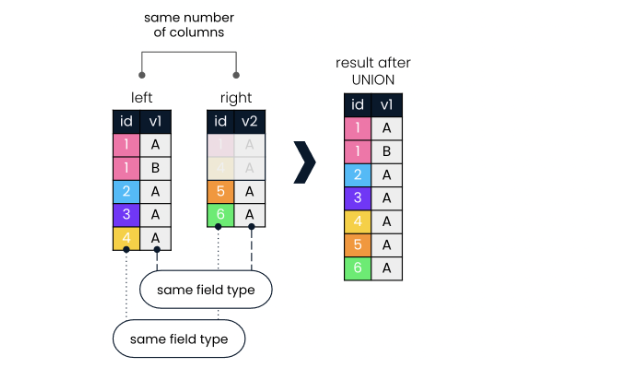 same number
of columns
left
id v1
1 A
1 B
2 A
3 A
4 A
right
id v2
1 A
A
5 A
6 A
result after
UNION
id v1
1 A
1 B
2 A
3 A
4 A
5 A
6 A
same field type
same field type